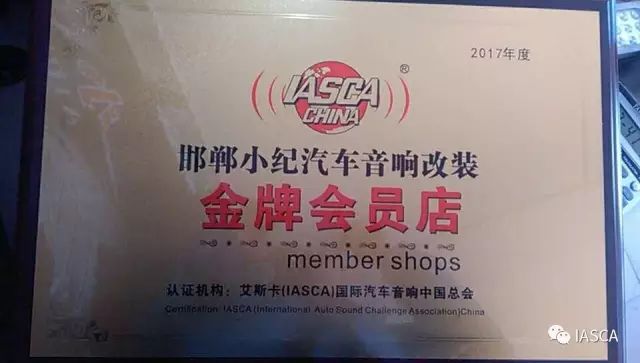 2017年度
IASCA
®
CHINA
邯郸小纪汽车音响改装
金牌会员店
member shops
认证机构：艾斯卡(IASCA)国际汽车音响中国总会
Certification: IASCA (International Auto Sound Challenge Association)China
IASCA